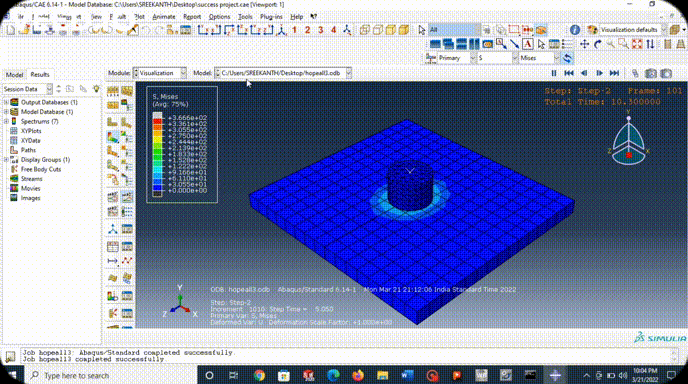 Abaqus/CAE 6.14-1 - Model Database: C:\Users\SREEKANTH\Desktop\success project.cae [Viewport: 1]
Plot Animate Report Options Tools Plug-ins Help
1 2 3 4
All
Visualization defaults
Primary S Mises
Model Results
Module: Visualization Model: C:/Users/SREEKANTH/Desktop/hopeall3.odb
Session Data
Output Databases (1)
Model Database (1)
Spectrums (7)
XYPlots
XYData
Paths
Display Groups (1)
Free Body Cuts
Streams
Movies
Images
S, Mises
(Avg: 75%)
+3.666e+02
+3.361e+02
+3.055e+02
+2.750e+02
+2.444e+02
+2.139e+02
+1.833e+02
+1.528e+02
+1.222e+02
+9.166e+01
+6.110e+01
+3.055e+01
+0.000e+00
Step: Step-2 Frame: 101
Total Time: 10.300000
Y
Y
Z X
ODB: hopeall3.odb Abaqus/Standard 6.14-1 Mon Mar 21 21:12:06 India Standard Time 2022
Step: Step-2
Increment 1010: Step Time = 5.050
Primary Var: S, Mises
Deformed Var: U Deformation Scale Factor: +1.000e+00
SIMULIA
Job hopeall3: Abaqus/Standard completed successfully.
Job hopeall3 completed successfully.
Type here to search
10:04 PM
3/21/2022